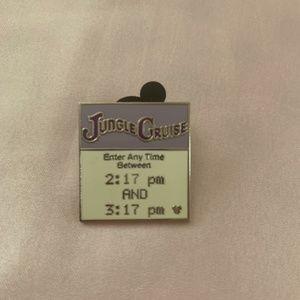 JUNGLE CRUISE
Enter Any Time
Between
2:17 pm
AND
3:17 pm